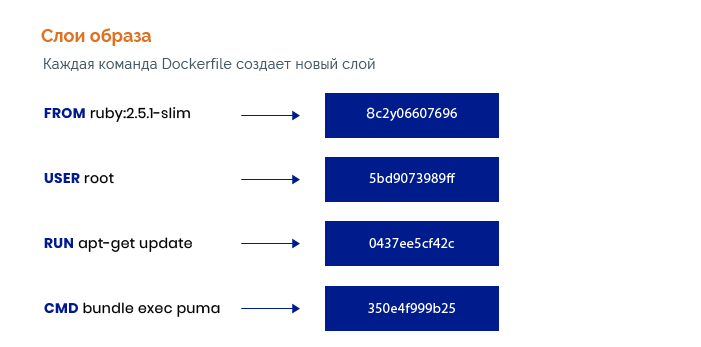 Слои образа
Каждая команда Dockerfile создает новый слой
FROM ruby:2.5.1-slim
8c2y06607696
USER root
5bd9073989ff
RUN apt-get update
0437ee5cf42c
CMD bundle exec puma
350e4f999b25